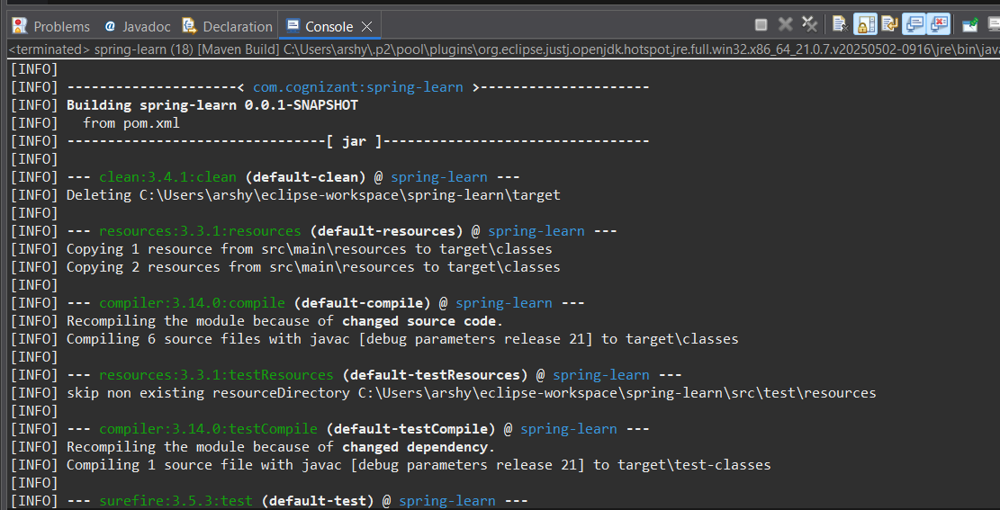 Problems @ Javadoc Declaration Console
<terminated> spring-learn (18) [Maven Build] C:\Users\arshy\.p2\pool\plugins\org.eclipse.justj.openjdk.hotspot.jre.full.win32.x86_64_21.0.7.v20250502-0916\jre\bin\java
[INFO]
[INFO] ---------------------< com.cognizant:spring-learn >---------------------
[INFO] Building spring-learn 0.0.1-SNAPSHOT
[INFO]   from pom.xml
[INFO] --------------------------------[ jar ]---------------------------------
[INFO]
[INFO] --- clean:3.4.1:clean (default-clean) @ spring-learn ---
[INFO] Deleting C:\Users\arshy\eclipse-workspace\spring-learn\target
[INFO]
[INFO] --- resources:3.3.1:resources (default-resources) @ spring-learn ---
[INFO] Copying 1 resource from src\main\resources to target\classes
[INFO] Copying 2 resources from src\main\resources to target\classes
[INFO]
[INFO] --- compiler:3.14.0:compile (default-compile) @ spring-learn ---
[INFO] Recompiling the module because of changed source code.
[INFO] Compiling 6 source files with javac [debug parameters release 21] to target\classes
[INFO]
[INFO] --- resources:3.3.1:testResources (default-testResources) @ spring-learn ---
[INFO] skip non existing resourceDirectory C:\Users\arshy\eclipse-workspace\spring-learn\src\test\resources
[INFO]
[INFO] --- compiler:3.14.0:testCompile (default-testCompile) @ spring-learn ---
[INFO] Recompiling the module because of changed dependency.
[INFO] Compiling 1 source file with javac [debug parameters release 21] to target\test-classes
[INFO]
[INFO] --- surefire:3.5.3:test (default-test) @ spring-learn ---